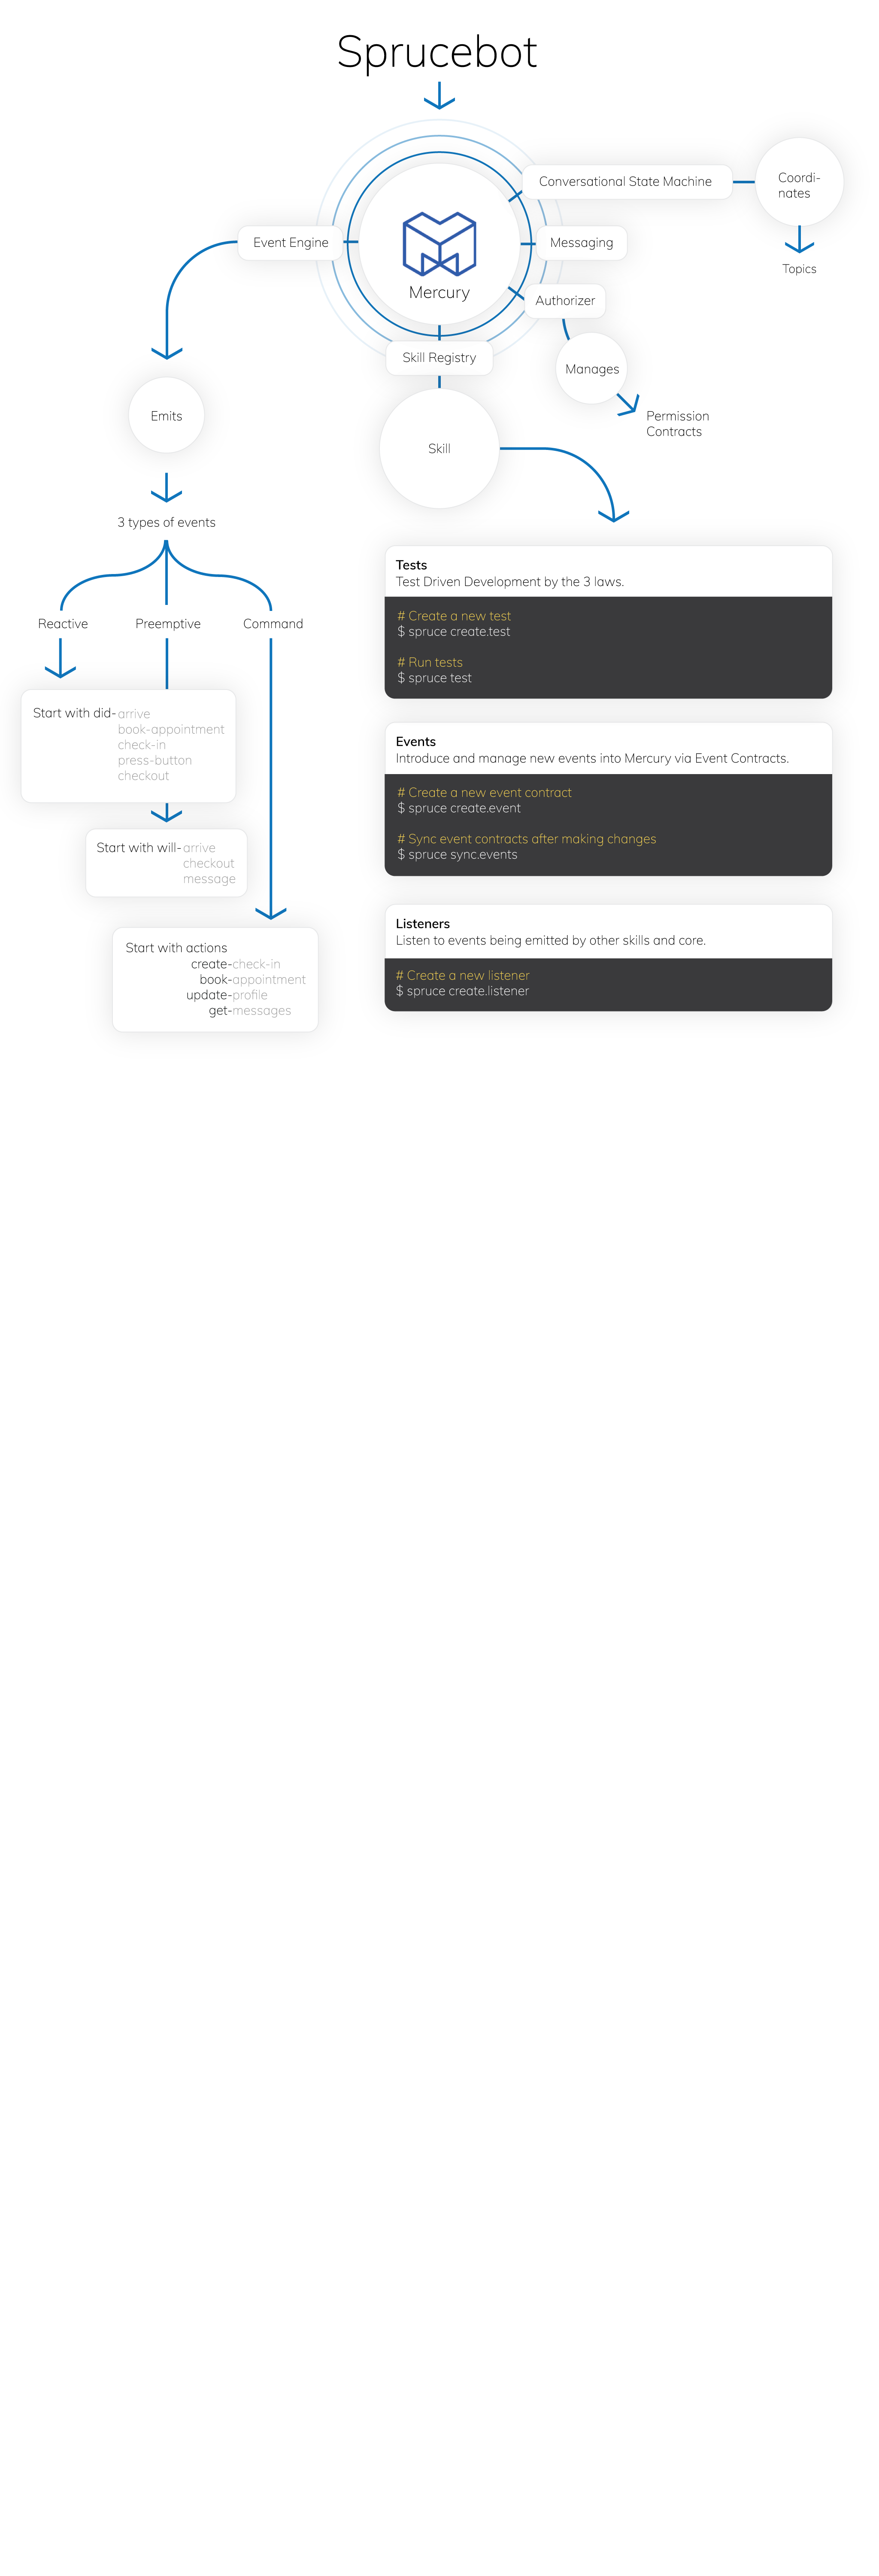 Sprucebot
Conversational State Machine
Coordi-
nates
Event Engine
Messaging
Topics
Mercury
Authorizer
Skill Registry
Manages
Emits
Permission
Contracts
Skill
3 types of events
Reactive
Preemptive
Command
Start with did-arrive
book-appointment
check-in
press-button
checkout
Start with will-arrive
checkout
message
Start with actions
create-check-in
book-appointment
update-profile
get-messages
Tests
Test Driven Development by the 3 laws.
# Create a new test
$ spruce create.test
# Run tests
$ spruce test
Events
Introduce and manage new events into Mercury via Event Contracts.
# Create a new event contract
$ spruce create.event
# Sync event contracts after making changes
$ spruce sync.events
Listeners
Listen to events being emitted by other skills and core.
# Create a new listener
$ spruce create.listener